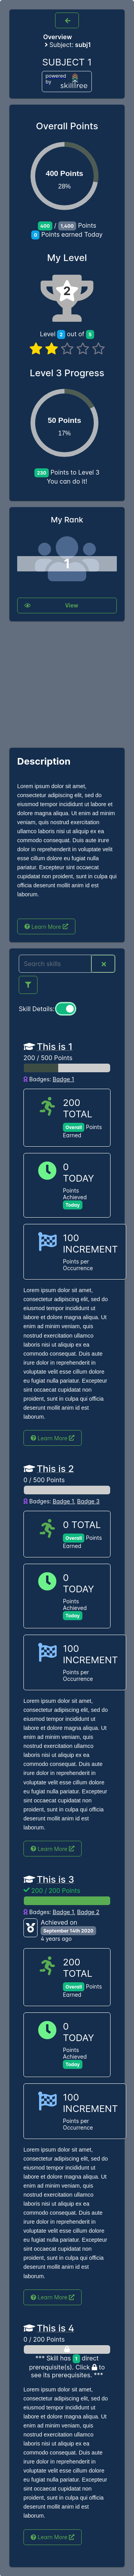 Overview
Subject: subj1
SUBJECT 1
powered
by
skilltree
Overall Points
400 Points
28%
400 / 1,400 Points
0 Points earned Today
My Level
2
Level 2 out of 5
Level 3 Progress
50 Points
17%
230 Points to Level 3
You can do it!
My Rank
1
View
Description
Lorem ipsum dolor sit amet,
consectetur adipiscing elit, sed do
eiusmod tempor incididunt ut labore et
dolore magna aliqua. Ut enim ad minim
veniam, quis nostrud exercitation
ullamco laboris nisi ut aliquip ex ea
commodo consequat. Duis aute irure
dolor in reprehenderit in voluptate velit
esse cillum dolore eu fugiat nulla
pariatur. Excepteur sint occaecat
cupidatat non proident, sunt in culpa qui
officia deserunt mollit anim id est
laborum.
Learn More
Search skills
Skill Details:
This is 1
200 / 500 Points
Badges: Badge 1
200
TOTAL
Overall Points
Earned
0
TODAY
Points
Achieved
Today
100
INCREMENT
Points per
Occurrence
Lorem ipsum dolor sit amet,
consectetur adipiscing elit, sed do
eiusmod tempor incididunt ut
labore et dolore magna aliqua. Ut
enim ad minim veniam, quis
nostrud exercitation ullamco
laboris nisi ut aliquip ex ea
commodo consequat. Duis aute
irure dolor in reprehenderit in
voluptate velit esse cillum dolore
eu fugiat nulla pariatur. Excepteur
sint occaecat cupidatat non
proident, sunt in culpa qui officia
deserunt mollit anim id est
laborum.
Learn More
This is 2
0 / 500 Points
Badges: Badge 1, Badge 3
0 TOTAL
Overall Points
Earned
0
TODAY
Points
Achieved
Today
100
INCREMENT
Points per
Occurrence
Lorem ipsum dolor sit amet,
consectetur adipiscing elit, sed do
eiusmod tempor incididunt ut
labore et dolore magna aliqua. Ut
enim ad minim veniam, quis
nostrud exercitation ullamco
laboris nisi ut aliquip ex ea
commodo consequat. Duis aute
irure dolor in reprehenderit in
voluptate velit esse cillum dolore
eu fugiat nulla pariatur. Excepteur
sint occaecat cupidatat non
proident, sunt in culpa qui officia
deserunt mollit anim id est
laborum.
Learn More
This is 3
200 / 200 Points
Badges: Badge 1, Badge 2
Achieved on
September 14th 2020
4 years ago
200
TOTAL
Overall Points
Earned
0
TODAY
Points
Achieved
Today
100
INCREMENT
Points per
Occurrence
Lorem ipsum dolor sit amet,
consectetur adipiscing elit, sed do
eiusmod tempor incididunt ut
labore et dolore magna aliqua. Ut
enim ad minim veniam, quis
nostrud exercitation ullamco
laboris nisi ut aliquip ex ea
commodo consequat. Duis aute
irure dolor in reprehenderit in
voluptate velit esse cillum dolore
eu fugiat nulla pariatur. Excepteur
sint occaecat cupidatat non
proident, sunt in culpa qui officia
deserunt mollit anim id est
laborum.
Learn More
This is 4
0 / 200 Points
*** Skill has 1 direct
prerequisite(s). Click to
see its prerequisites. ***
Lorem ipsum dolor sit amet,
consectetur adipiscing elit, sed do
eiusmod tempor incididunt ut
labore et dolore magna aliqua. Ut
enim ad minim veniam, quis
nostrud exercitation ullamco
laboris nisi ut aliquip ex ea
commodo consequat. Duis aute
irure dolor in reprehenderit in
voluptate velit esse cillum dolore
eu fugiat nulla pariatur. Excepteur
sint occaecat cupidatat non
proident, sunt in culpa qui officia
deserunt mollit anim id est
laborum.
Learn More